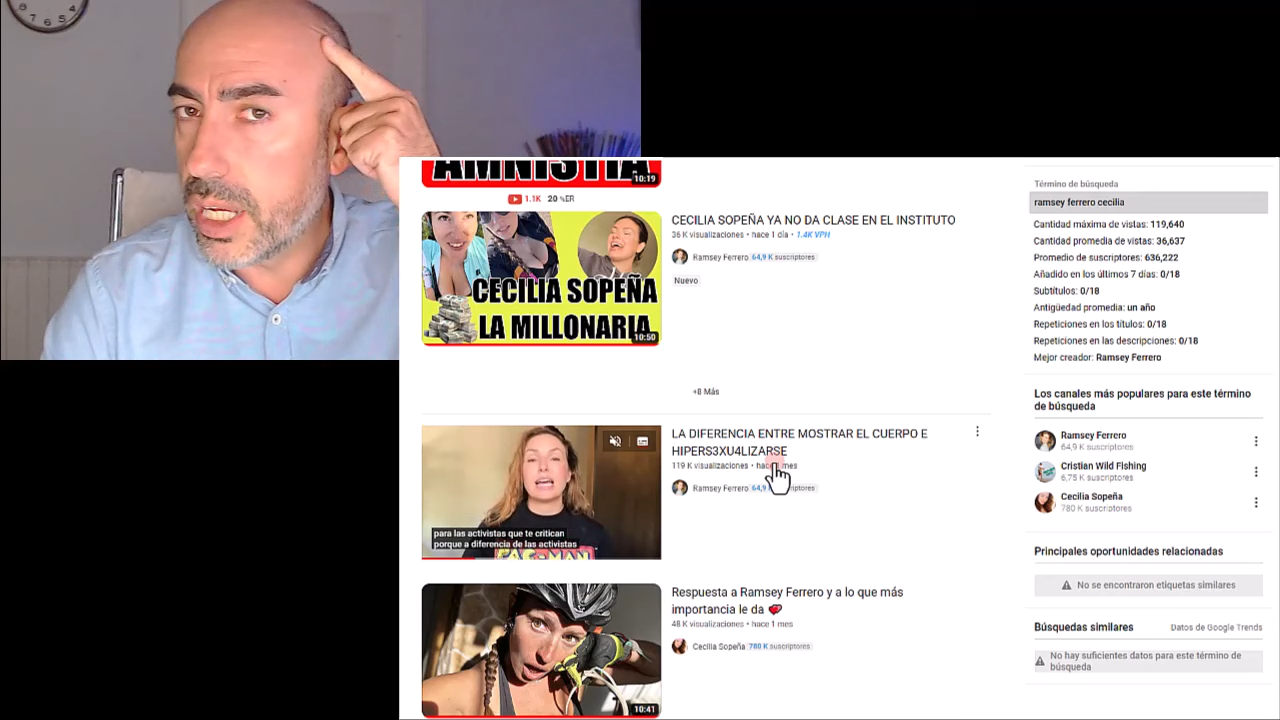 7 6 5 4
AMNISTÍA
10:19
1.1K 20 %ER
CECILIA SOPEÑA
LA MILLONARIA
10:50
CECILIA SOPEÑA YA NO DA CLASE EN EL INSTITUTO
36 K visualizaciones • hace 1 día • 1.4K VPH
Ramsey Ferrero 64,9 K suscriptores
Nuevo
+8 Más
para las activistas que te critican
porque a diferencia de las activistas
PAC-MAN
LA DIFERENCIA ENTRE MOSTRAR EL CUERPO E
HIPERS3XU4LIZARSE
119 K visualizaciones • hace mes
Ramsey Ferrero 64,9 K scriptores
10:41
Respuesta a Ramsey Ferrero y a lo que más
importancia le da 💕
48 K visualizaciones • hace 1 mes
Cecilia Sopeña 780 K suscriptores
Término de búsqueda
ramsey ferrero cecilia
Cantidad máxima de vistas: 119,640
Cantidad promedia de vistas: 36,637
Promedio de suscriptores: 636,222
Añadido en los últimos 7 días: 0/18
Subtítulos: 0/18
Antigüedad promedia: un año
Repeticiones en los títulos: 0/18
Repeticiones en las descripciones: 0/18
Mejor creador: Ramsey Ferrero
Los canales más populares para este término
de búsqueda
Ramsey Ferrero
64,9 K suscriptores
Cristian Wild Fishing
6,75 K suscriptores
Cecilia Sopeña
780 K suscriptores
Principales oportunidades relacionadas
No se encontraron etiquetas similares
Búsquedas similares Datos de Google Trends
No hay suficientes datos para este término de
búsqueda